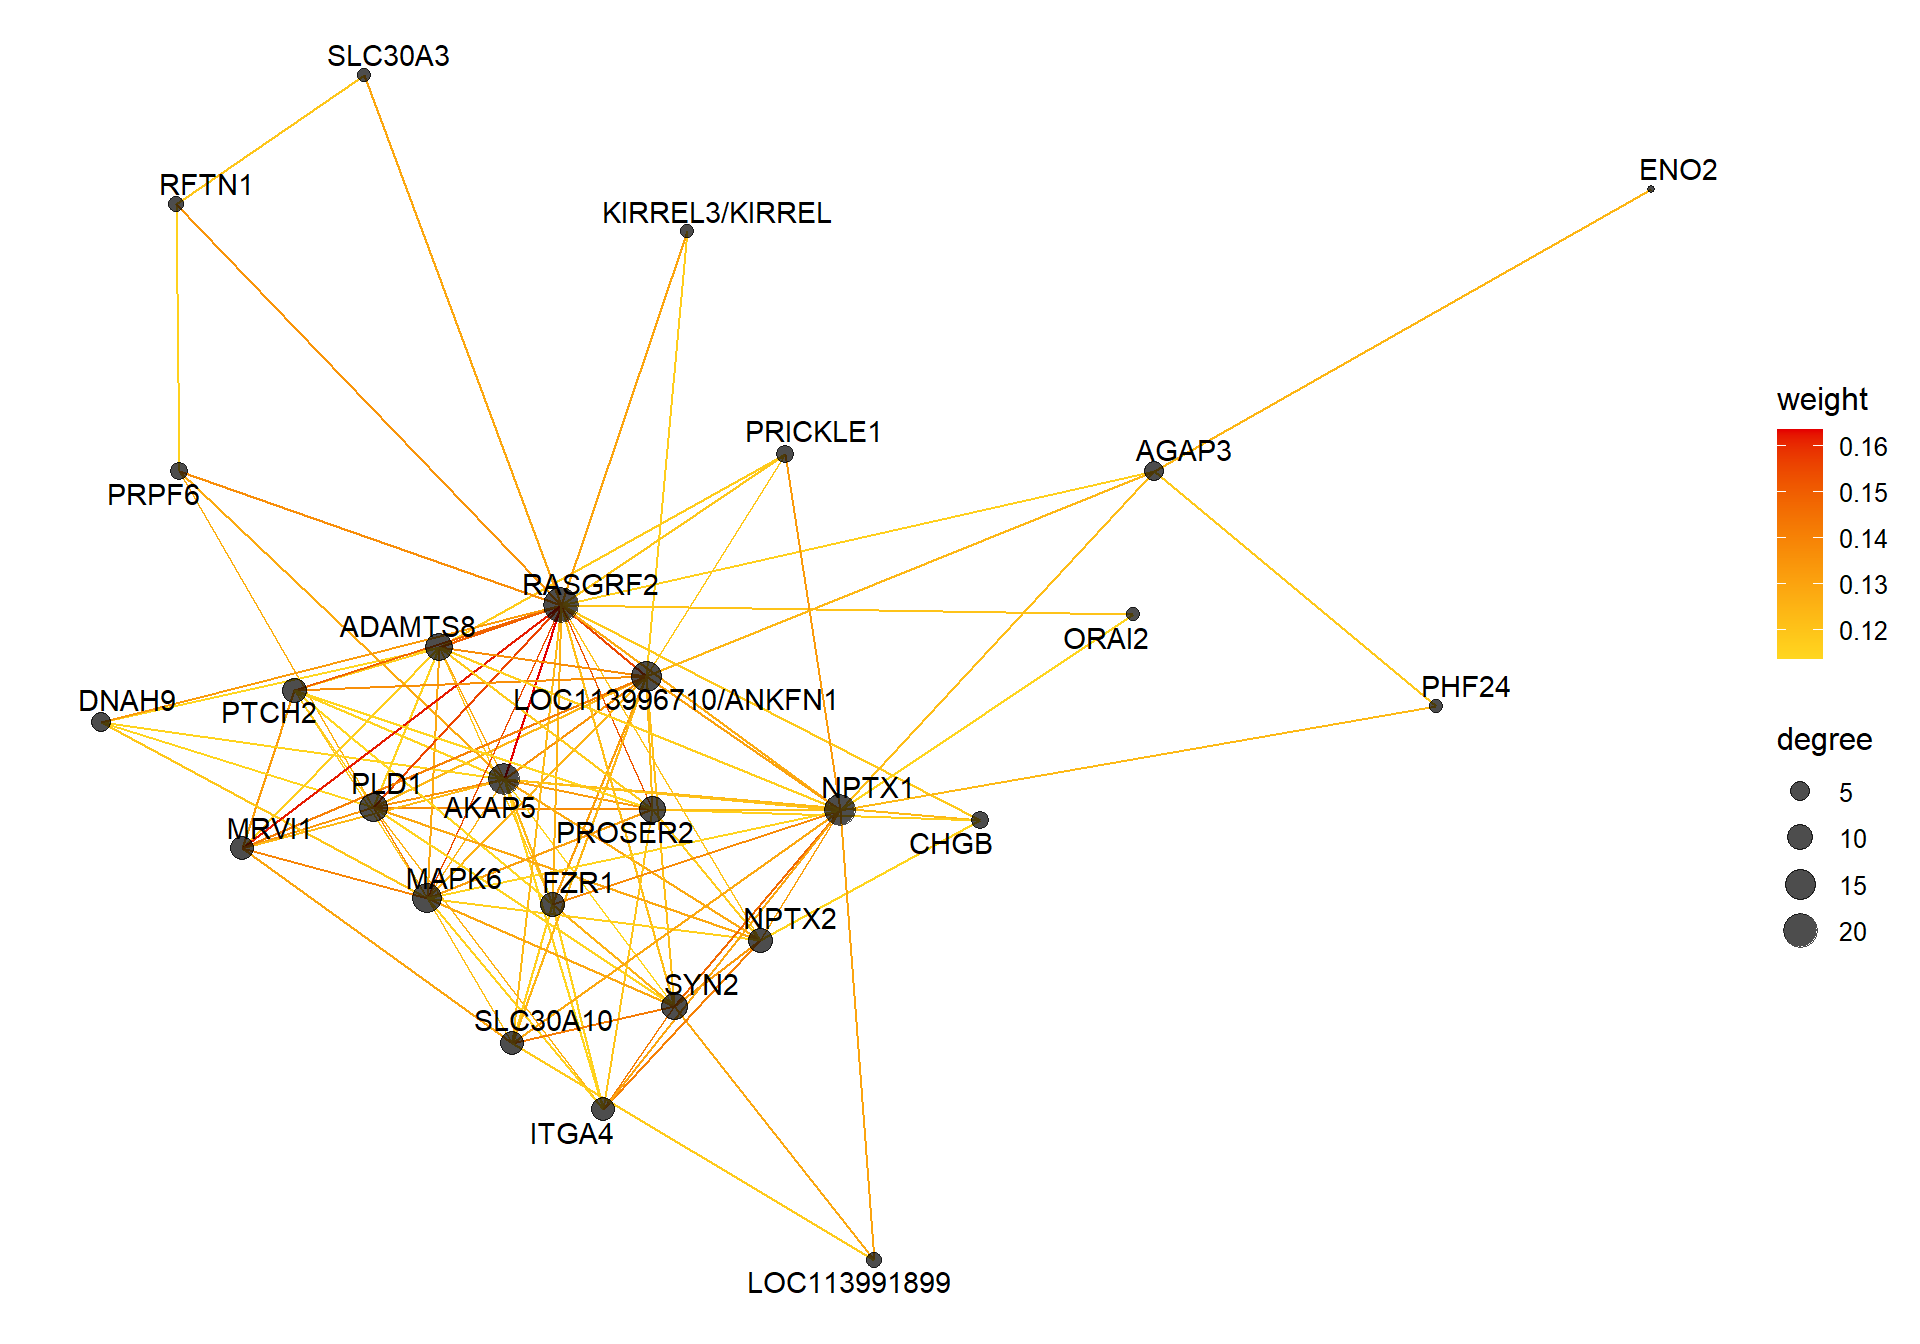 SLC30A3
ENO2
RFTN1
KIRREL3/KIRREL
PRICKLE1
AGAP3
PRPF6
RASGRF2
ADAMTS8
ORAI2
DNAH9
PTCH2
LOC113996710/ANKFN1
PHF24
PLD1
AKAP5
NPTX1
MRVI1
PROSER2
CHGB
MAPK6
FZR1
NPTX2
SYN2
SLC30A10
ITGA4
LOC113991899
weight
0.16
0.15
0.14
0.13
0.12
degree
5
10
15
20